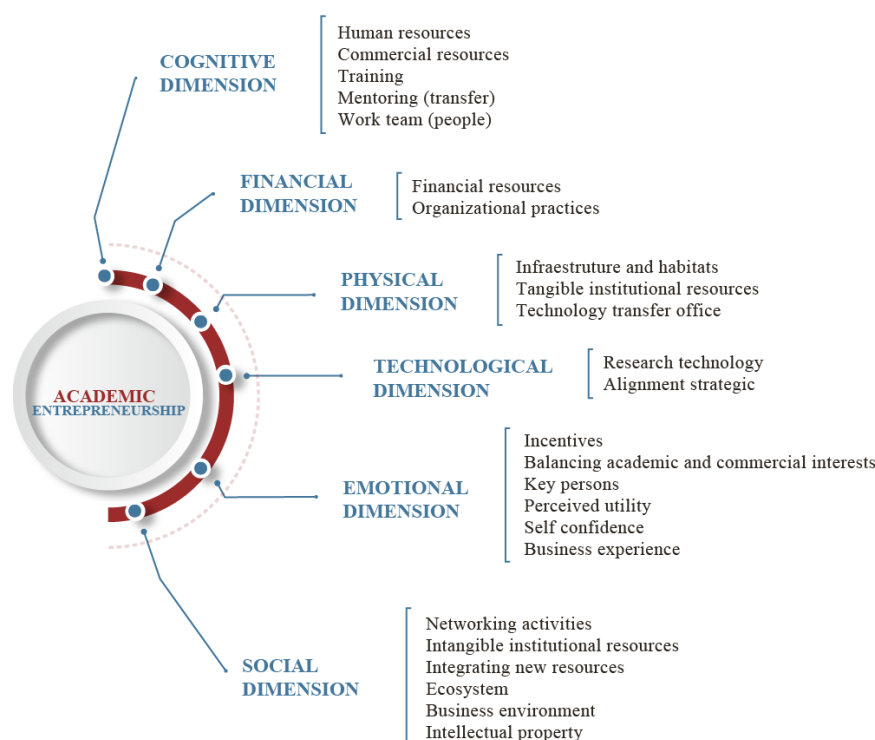 COGNITIVE
DIMENSION
Human resources
Commercial resources
Training
Mentoring (transfer)
Work team (people)
FINANCIAL
DIMENSION
Financial resources
Organizational practices
PHYSICAL
DIMENSION
Infraestruture and habitats
Tangible institutional resources
Technology transfer office
TECHNOLOGICAL
DIMENSION
Research technology
Alignment strategic
ACADEMIC
ENTREPRENEURSHIP
EMOTIONAL
DIMENSION
Incentives
Balancing academic and commercial interests
Key persons
Perceived utility
Self confidence
Business experience
SOCIAL
DIMENSION
Networking activities
Intangible institutional resources
Integrating new resources
Ecosystem
Business environment
Intellectual property